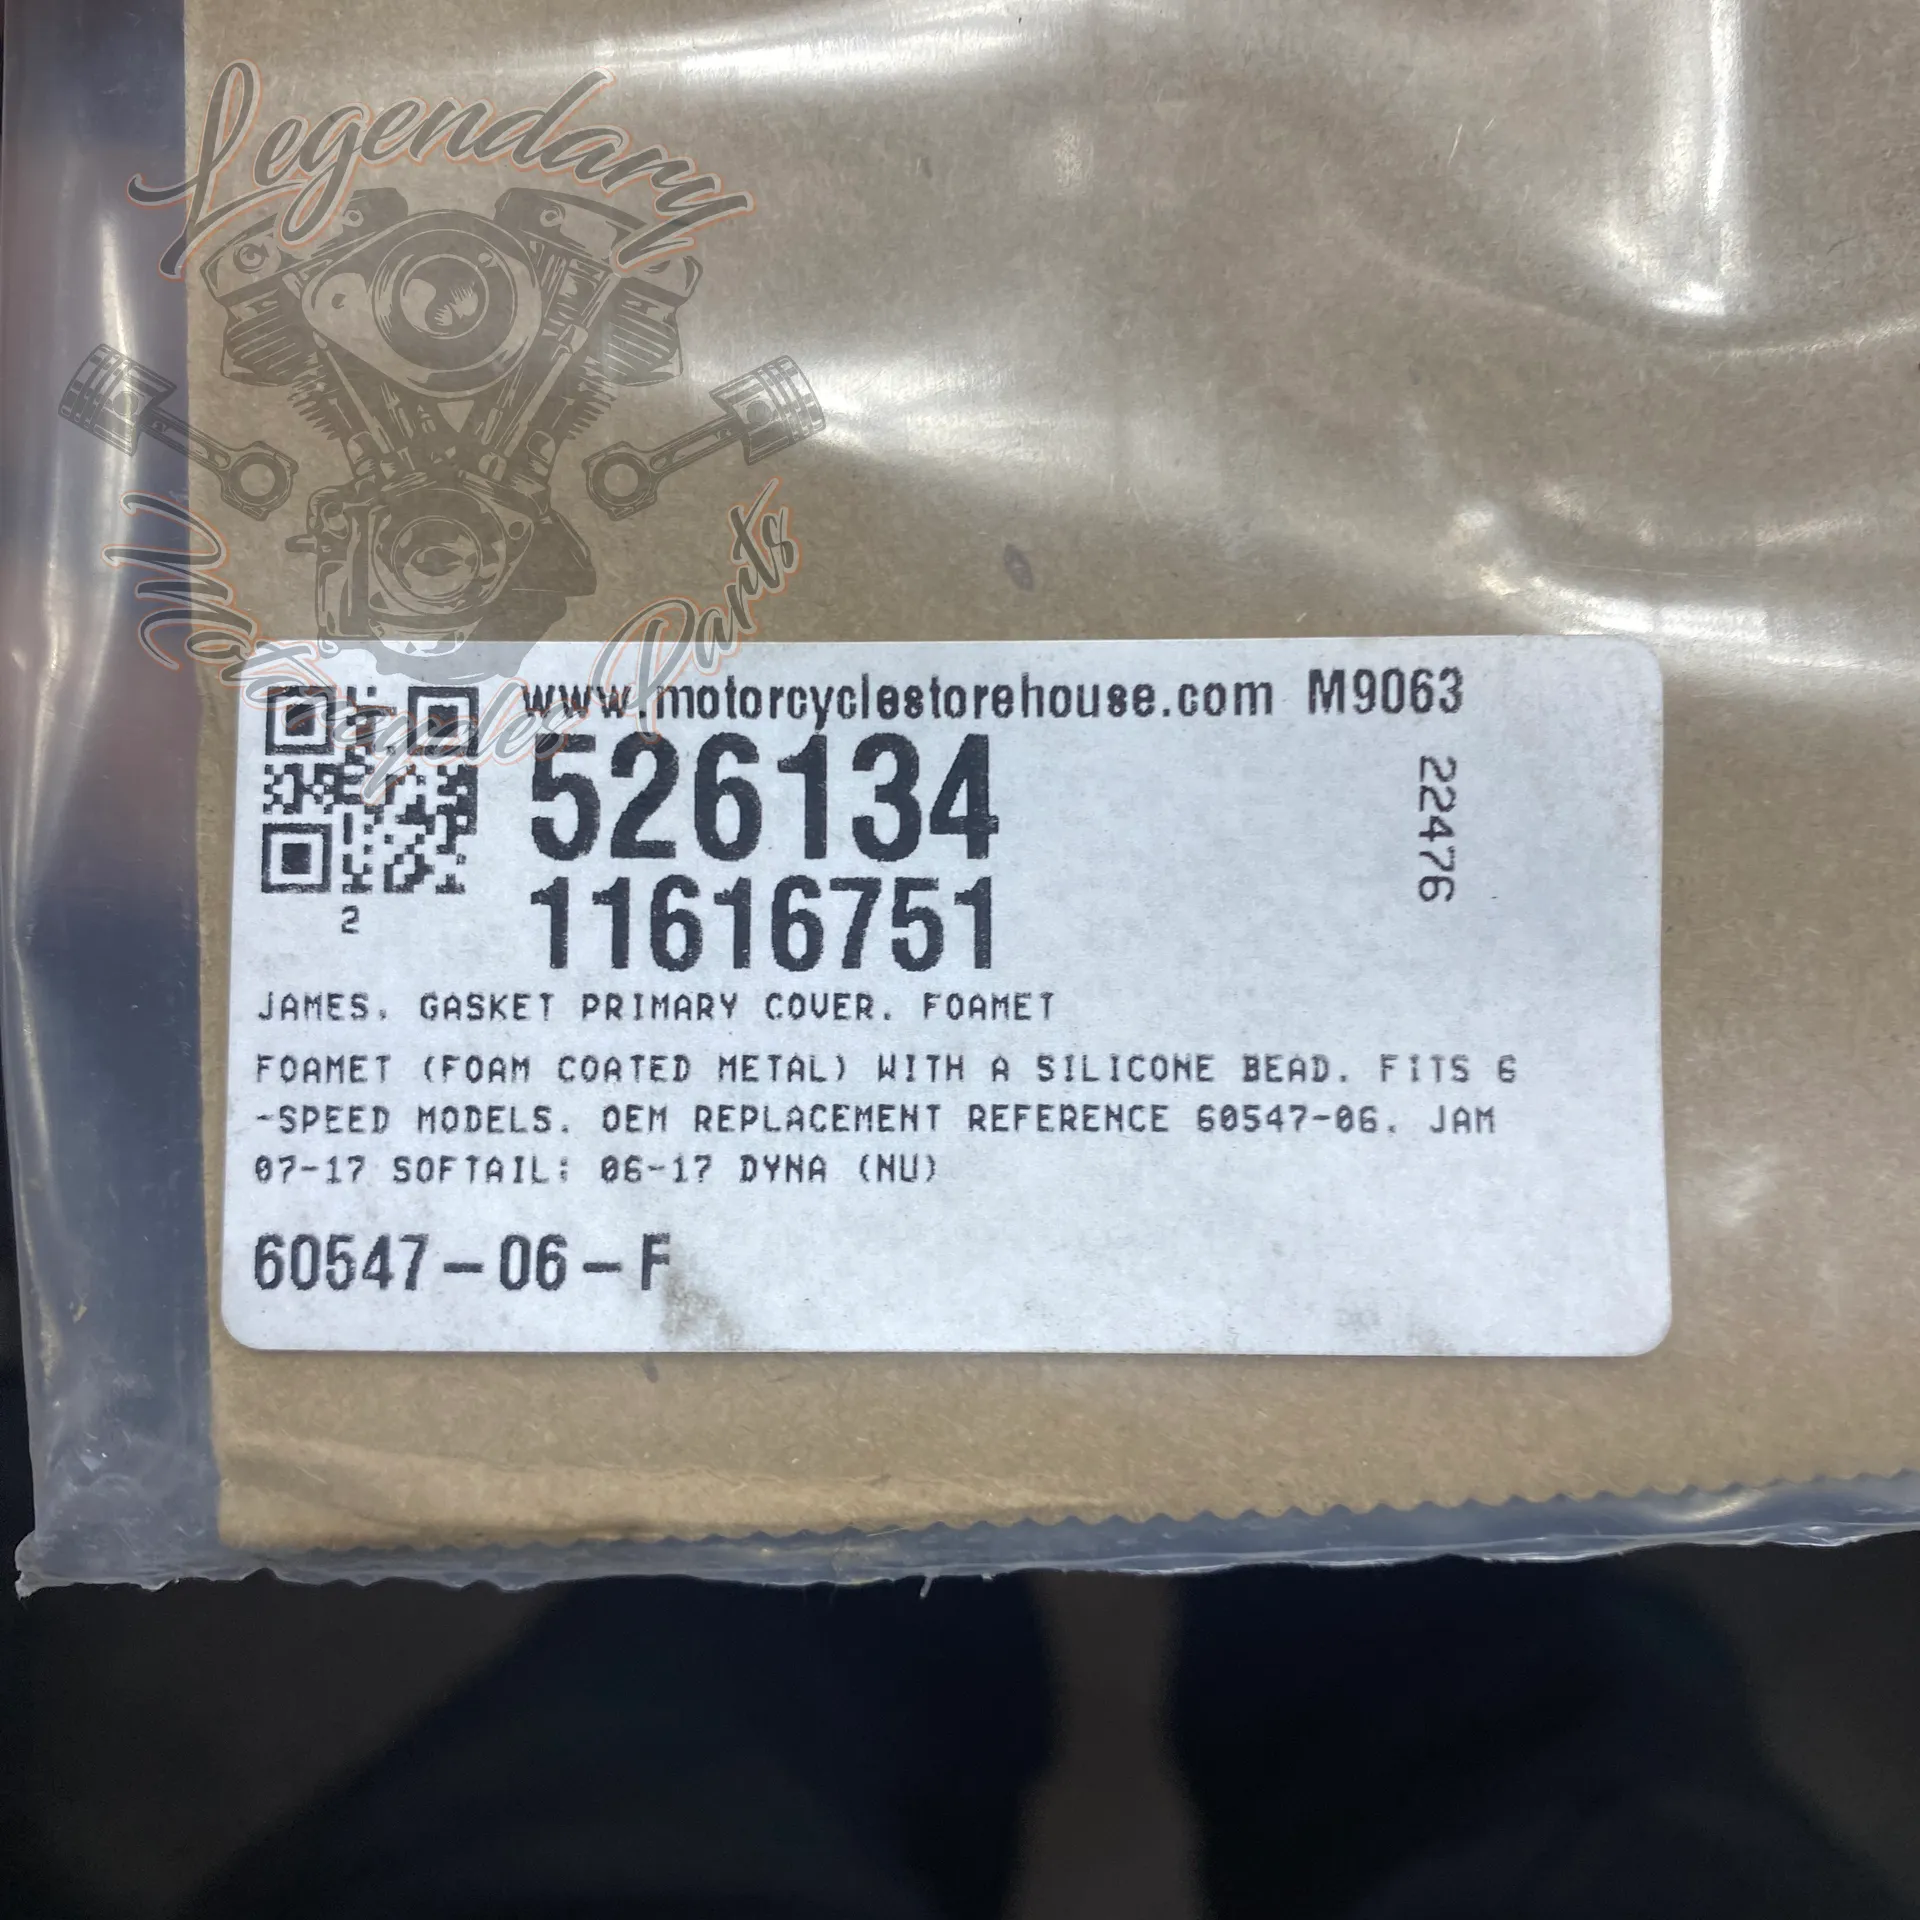 Legendary
Motorcycles Parts
www.motorcyclestorehouse.com M9063
526134
22476
11616751
2
JAMES, GASKET PRIMARY COVER. FOAMET
FOAMET (FOAM COATED METAL) WITH A SILICONE BEAD. FITS 6
-SPEED MODELS. OEM REPLACEMENT REFERENCE 60547-06. JAM
07-17 SOFTAIL; 06-17 DYNA (NU)
60547-06-F